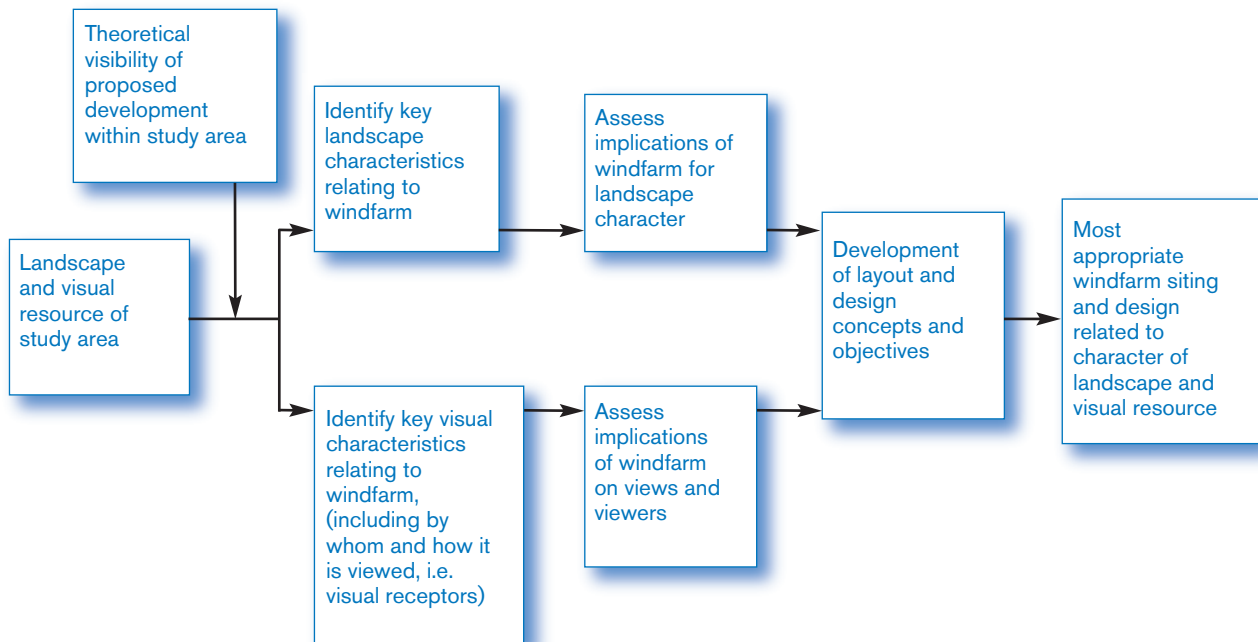 Theoretical
visibility of
proposed
development
within study area
Landscape
and visual
resource of
study area
Identify key
landscape
characteristics
relating to
windfarm
Identify key visual
characteristics
relating to
windfarm,
(including by
whom and how it
is viewed, i.e.
visual receptors)
Assess
implications of
windfarm for
landscape
character
Assess
implications
of windfarm
on views and
viewers
Development
of layout and
design
concepts and
objectives
Most
appropriate
windfarm siting
and design
related to
character of
landscape and
visual resource